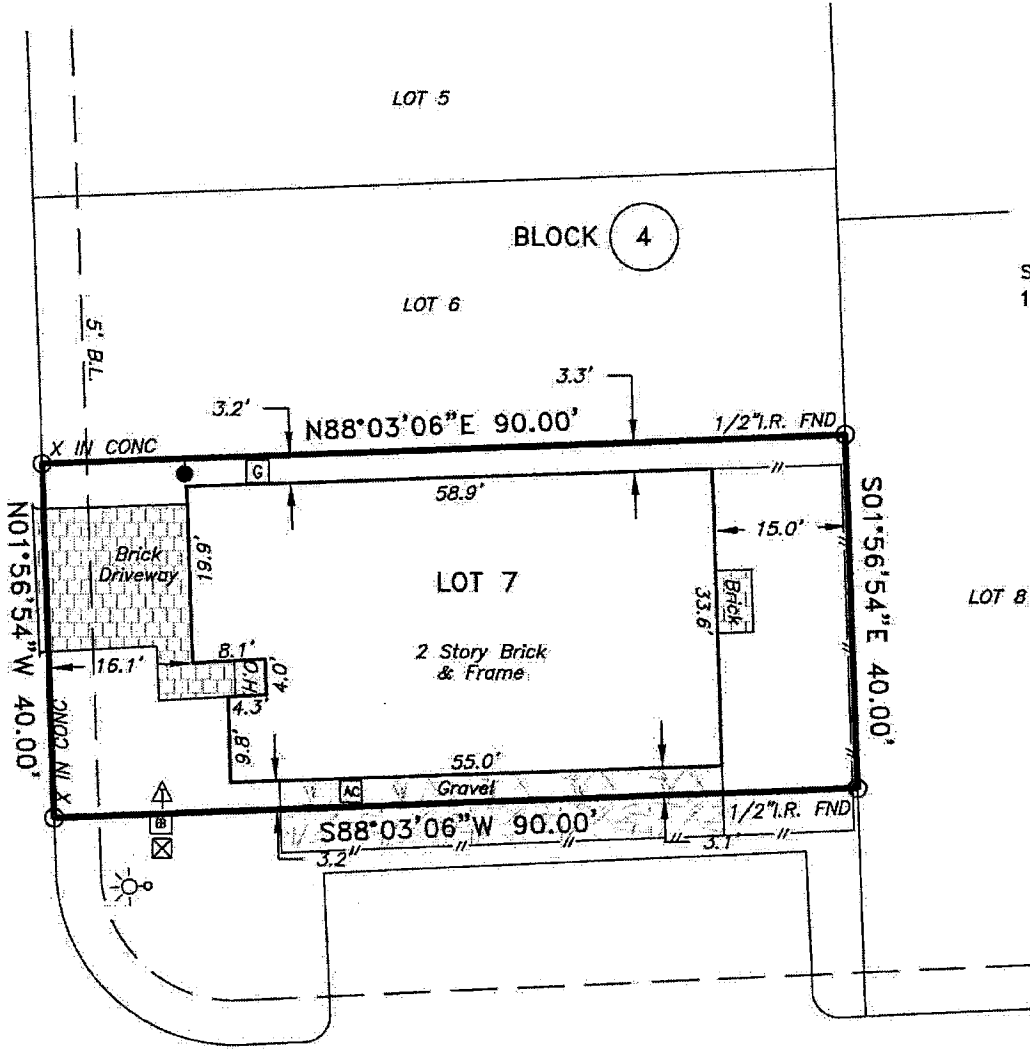 LOT 5
BLOCK 4
S
1
LOT 6
5' B.L.
3.3'
3.2'
N88°03'06"E 90.00'
1/2"I.R. FND
X IN CONC
G
58.9'
N01°56'54"W 40.00'
S01°56'54"E 40.00'
15.0'
Brick
Driveway
19.9'
LOT 7
33.6'
Brick
LOT 8
2 Story Brick
& Frame
8.1'
16.1'
O.H.
4.0'
4.3'
9.8'
X IN CONC
55.0'
AC
Gravel
S88°03'06"W 90.00'
1/2"I.R. FND
3.2'
3.1'